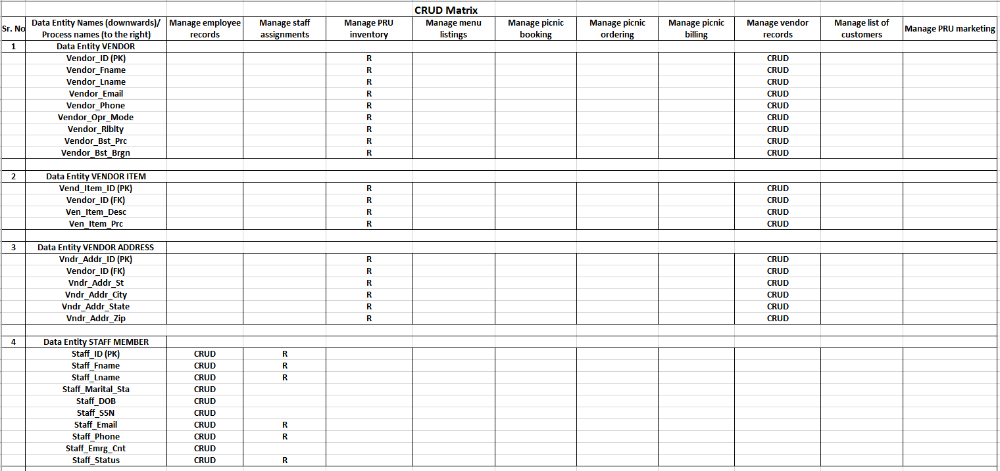 CRUD Matrix
Sr. No Data Entity Names (downwards)/ Manage employee Manage staff Manage PRU Manage menu Manage picnic Manage picnic Manage picnic Manage vendor Manage list of Manage PRU marketing
Process names (to the right) records assignments inventory listings booking ordering billing records customers
1 Data Entity VENDOR
Vendor_ID (PK) R CRUD
Vendor_Fname R CRUD
Vendor_Lname R CRUD
Vendor_Email R CRUD
Vendor_Phone R CRUD
Vendor_Opr_Mode R CRUD
Vendor_Rlblty R CRUD
Vendor_Bst_Prc R CRUD
Vendor_Bst_Brgn R CRUD
2 Data Entity VENDOR ITEM
Vend_Item_ID (PK) R CRUD
Vendor_ID (FK) R CRUD
Ven_Item_Desc R CRUD
Ven_Item_Prc R CRUD
3 Data Entity VENDOR ADDRESS
Vndr_Addr_ID (PK) R CRUD
Vendor_ID (FK) R CRUD
Vndr_Addr_St R CRUD
Vndr_Addr_City R CRUD
Vndr_Addr_State R CRUD
Vndr_Addr_Zip R CRUD
4 Data Entity STAFF MEMBER
Staff_ID (PK) CRUD R
Staff_Fname CRUD R
Staff_Lname CRUD R
Staff_Marital_Sta CRUD
Staff_DOB CRUD
Staff_SSN CRUD
Staff_Email CRUD R
Staff_Phone CRUD R
Staff_Emrg_Cnt CRUD
Staff_Status CRUD R